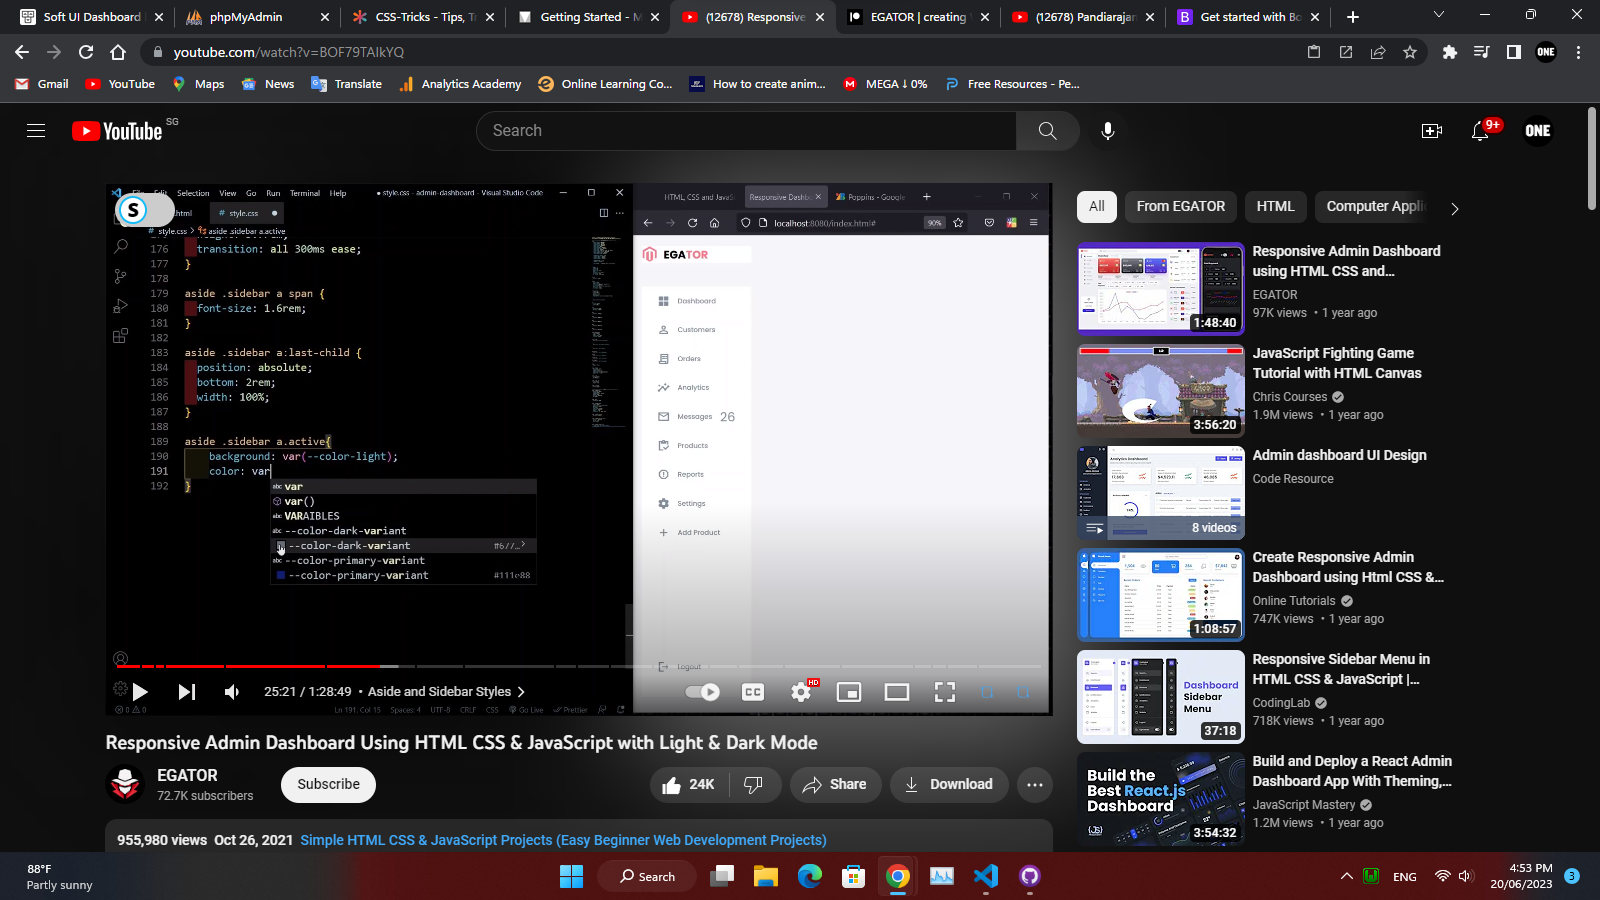 Soft UI Dashboard
phpMyAdmin
CSS-Tricks - Tips, Tr
Getting Started - M
(12678) Responsive
EGATOR | creating
(12678) Pandiarajan
Get started with Bo
youtube.com/watch?v=BOF79TAlkYQ
ONE
Gmail
YouTube
Maps
News
Translate
Analytics Academy
Online Learning Co...
How to create anim...
MEGA 0%
Free Resources - Pe...
YouTube SG
Search
9+
ONE
File Edit Selection View Go Run Terminal Help
style.css - admin-dashboard - Visual Studio Code
S
.html
# style.css
# style.css > aside .sidebar a.active
176 transition: all 300ms ease;
177 }
178
179 aside .sidebar a span {
180 font-size: 1.6rem;
181 }
182
183 aside .sidebar a:last-child {
184 position: absolute;
185 bottom: 2rem;
186 width: 100%;
187 }
188
189 aside .sidebar a.active{
190 background: var(--color-light);
191 color: var
192 }
abc var
var()
abc VARAIBLES
abc --color-dark-variant
--color-dark-variant #677... >
abc --color-primary-variant
--color-primary-variant #111e88
HTML, CSS and JavaS
Responsive Dashb
Poppins - Google
localhost:8080/index.html#
90%
EGATOR
Dashboard
Customers
Orders
Analytics
Messages 26
Products
Reports
Settings
Add Product
Logout
25:21 / 1:28:49 • Aside and Sidebar Styles >
CC
HD
0 0
Ln 191, Col 15 Spaces: 4 UTF-8 CRLF CSS Go Live Prettier
Responsive Admin Dashboard Using HTML CSS & JavaScript with Light & Dark Mode
EGATOR
72.7K subscribers
Subscribe
24K
Share
Download
955,980 views Oct 26, 2021 Simple HTML CSS & JavaScript Projects (Easy Beginner Web Development Projects)
All
From EGATOR
HTML
Computer Appli
1:48:40
Responsive Admin Dashboard
using HTML CSS and...
EGATOR
97K views • 1 year ago
3:56:20
JavaScript Fighting Game
Tutorial with HTML Canvas
Chris Courses
1.9M views • 1 year ago
8 videos
Admin dashboard UI Design
Code Resource
1:08:57
Create Responsive Admin
Dashboard using Html CSS &...
Online Tutorials
747K views • 1 year ago
Dashboard
Sidebar
Menu
37:18
Responsive Sidebar Menu in
HTML CSS & JavaScript |...
CodingLab
718K views • 1 year ago
Build the
Best React.js
Dashboard
3:54:32
Build and Deploy a React Admin
Dashboard App With Theming,...
JavaScript Mastery
1.2M views • 1 year ago
88°F
Partly sunny
Search
ENG
4:53 PM
20/06/2023
3